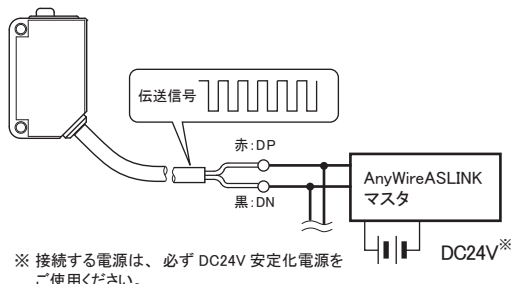 伝送信号
赤:DP
黒:DN
AnyWireASLINK
マスタ
DC24V※
※ 接続する電源は、必ず DC24V 安定化電源を
ご使用ください。